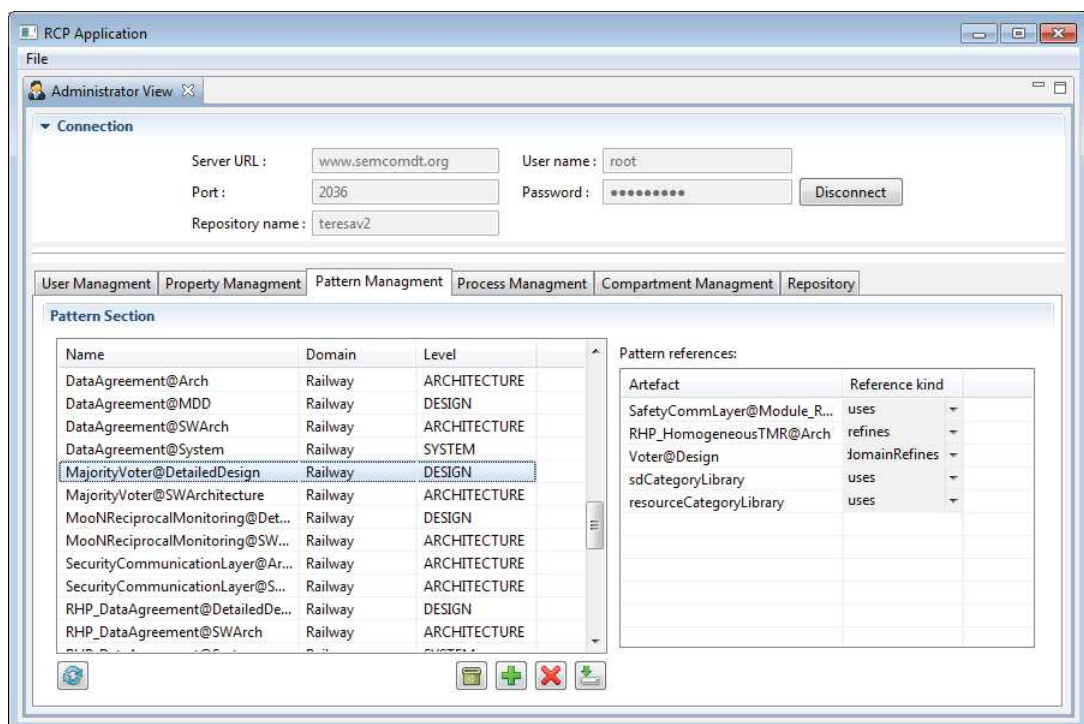 RCP Application
File
Administrator View
Connection
Server URL : www.semcomdt.org User name : root
Port : 2036 Password : ●●●●●●●●● Disconnect
Repository name : teresav2
User Managment Property Managment Pattern Managment Process Managment Compartment Managment Repository
Pattern Section
Name Domain Level
DataAgreement@Arch Railway ARCHITECTURE
DataAgreement@MDD Railway DESIGN
DataAgreement@SWArch Railway ARCHITECTURE
DataAgreement@System Railway SYSTEM
MajorityVoter@DetailedDesign Railway DESIGN
MajorityVoter@SWArchitecture Railway ARCHITECTURE
MooNReciprocalMonitoring@Det... Railway DESIGN
MooNReciprocalMonitoring@SW... Railway ARCHITECTURE
SecurityCommunicationLayer@Ar... Railway ARCHITECTURE
SecurityCommunicationLayer@S... Railway ARCHITECTURE
RHP_DataAgreement@DetailedDe... Railway DESIGN
RHP_DataAgreement@SWArch Railway ARCHITECTURE
Pattern references:
Artefact Reference kind
SafetyCommLayer@Module_R... uses
RHP_HomogeneousTMR@Arch refines
Voter@Design domainRefines
sdCategoryLibrary uses
resourceCategoryLibrary uses